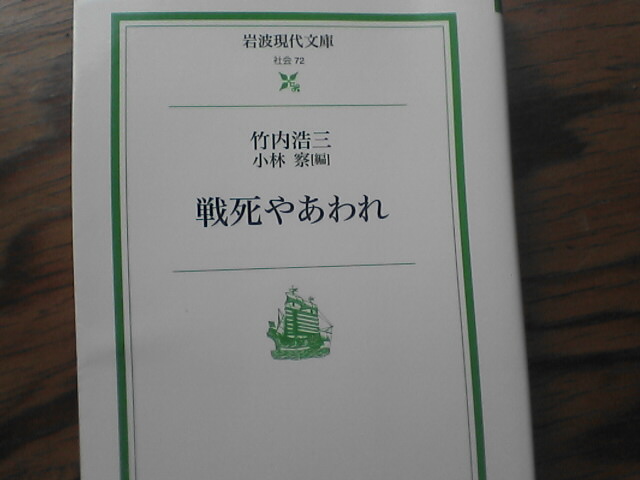 岩波現代文庫
社会 72
竹内浩三
小林 察[編]
戦死やあわれ